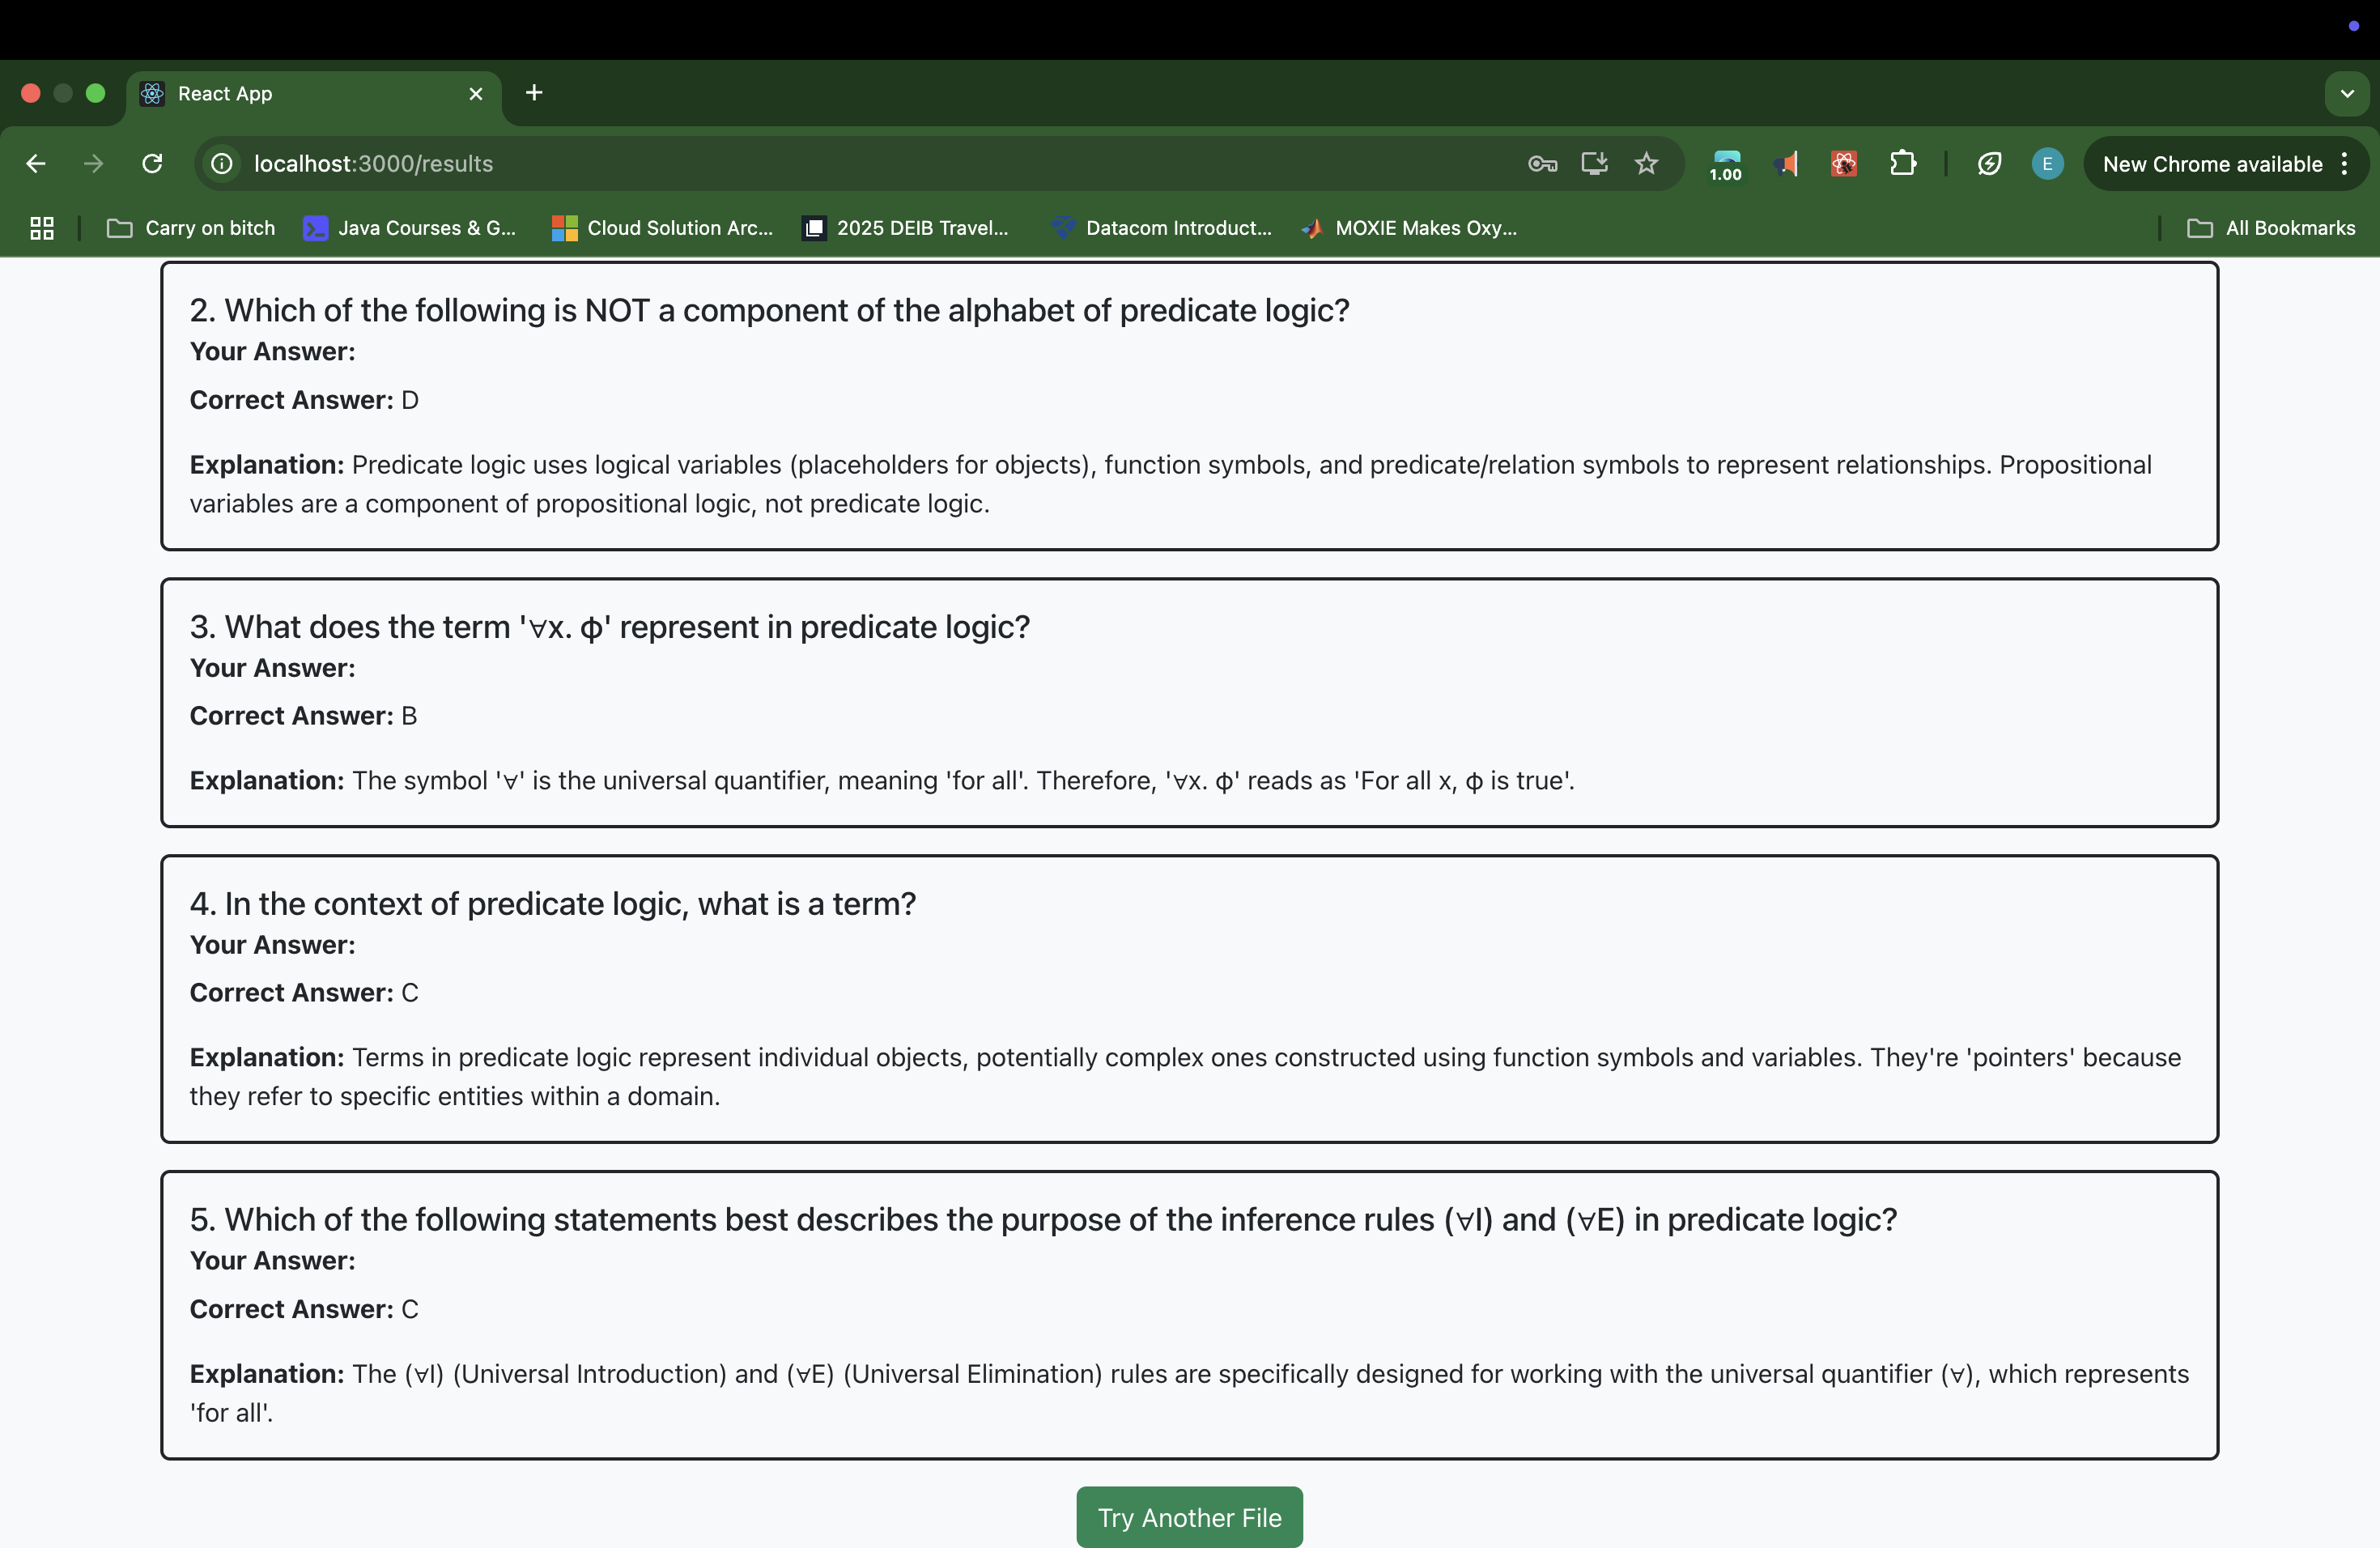 React App
localhost:3000/results
1.00
E
New Chrome available
Carry on bitch
Java Courses & G...
Cloud Solution Arc...
2025 DEIB Travel...
Datacom Introduct...
MOXIE Makes Oxy...
All Bookmarks
2. Which of the following is NOT a component of the alphabet of predicate logic?
Your Answer:
Correct Answer: D
Explanation: Predicate logic uses logical variables (placeholders for objects), function symbols, and predicate/relation symbols to represent relationships. Propositional
variables are a component of propositional logic, not predicate logic.
3. What does the term '∀x. ϕ' represent in predicate logic?
Your Answer:
Correct Answer: B
Explanation: The symbol '∀' is the universal quantifier, meaning 'for all'. Therefore, '∀x. ϕ' reads as 'For all x, ϕ is true'.
4. In the context of predicate logic, what is a term?
Your Answer:
Correct Answer: C
Explanation: Terms in predicate logic represent individual objects, potentially complex ones constructed using function symbols and variables. They're 'pointers' because
they refer to specific entities within a domain.
5. Which of the following statements best describes the purpose of the inference rules (∀I) and (∀E) in predicate logic?
Your Answer:
Correct Answer: C
Explanation: The (∀I) (Universal Introduction) and (∀E) (Universal Elimination) rules are specifically designed for working with the universal quantifier (∀), which represents
'for all'.
Try Another File